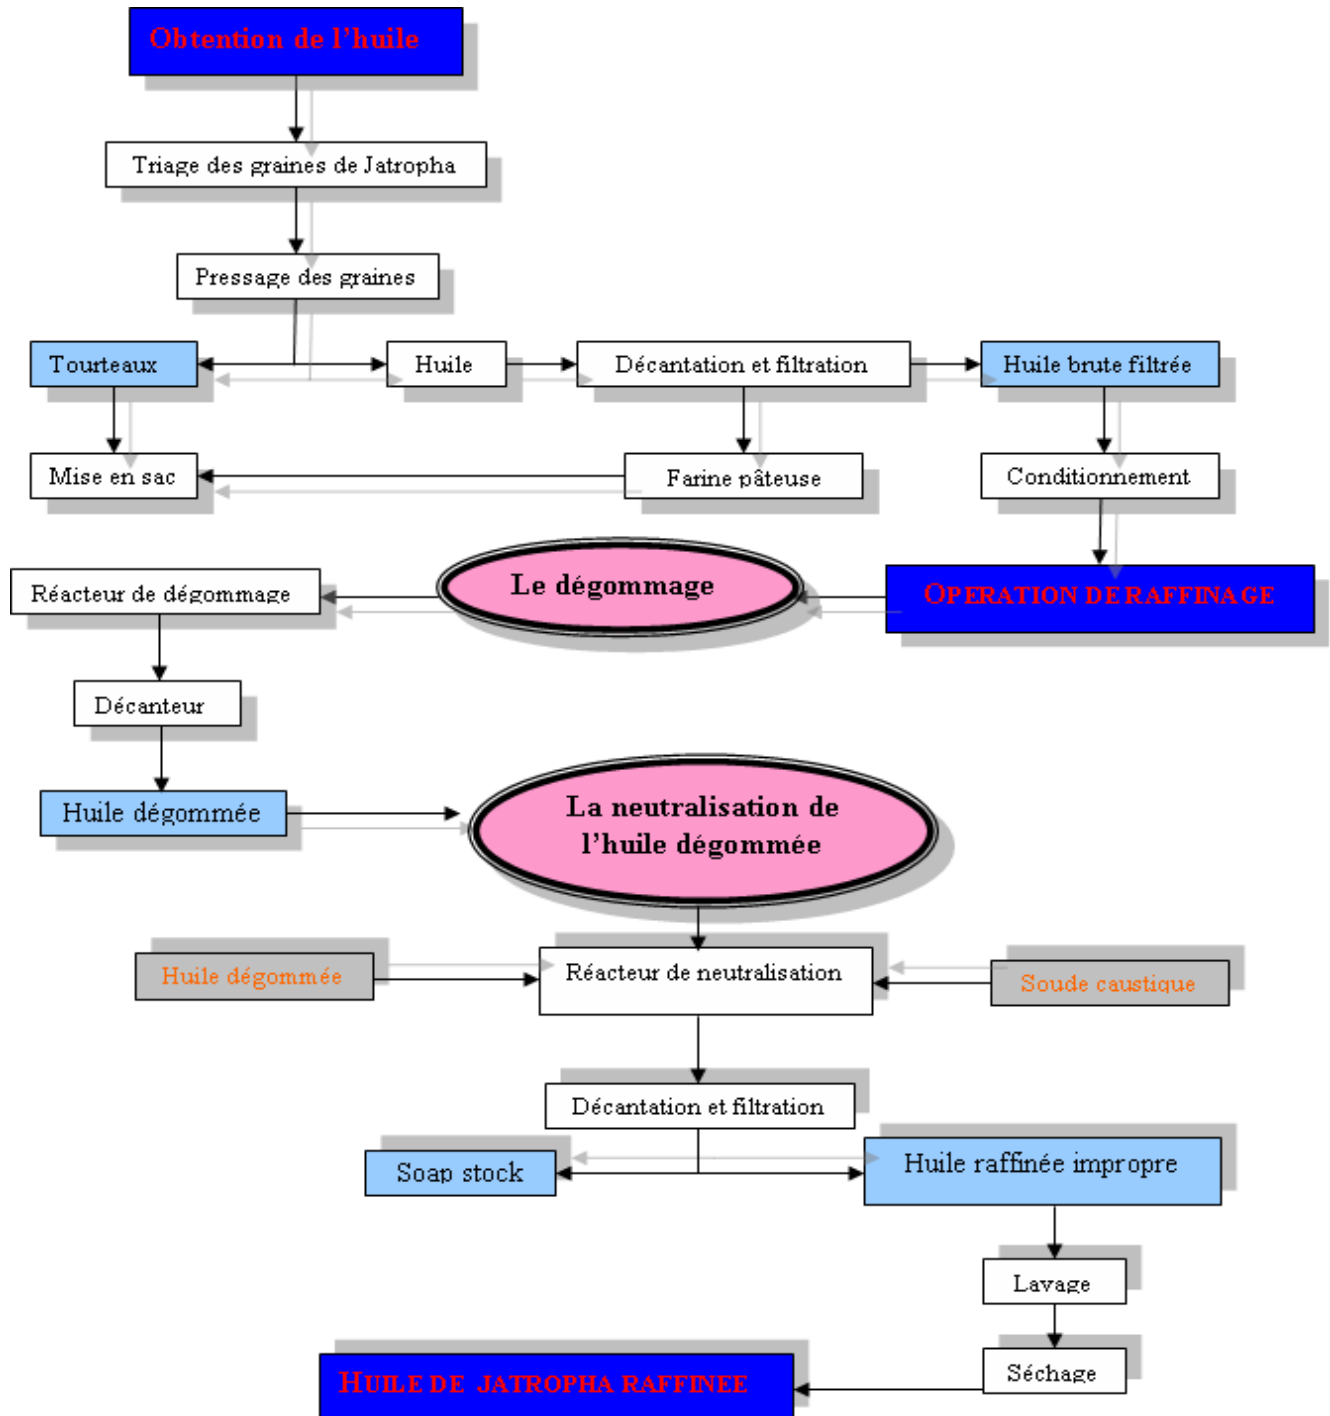 Obtention de l'huile
Triage des graines de Jatropha
Pressage des graines
Tourteaux
Huile
Décantation et filtration
Huile brute filtrée
Mise en sac
Farine pâteuse
Conditionnement
Le dégommage
OPERATION DE RAFFINAGE
Réacteur de dégommage
Décanteur
Huile dégommée
La neutralisation de
l'huile dégommée
Huile dégommée
Réacteur de neutralisation
Soude caustique
Décantation et filtration
Soap stock
Huile raffinée impropre
Lavage
Séchage
HUILE DE JATROPHA RAFFINEE